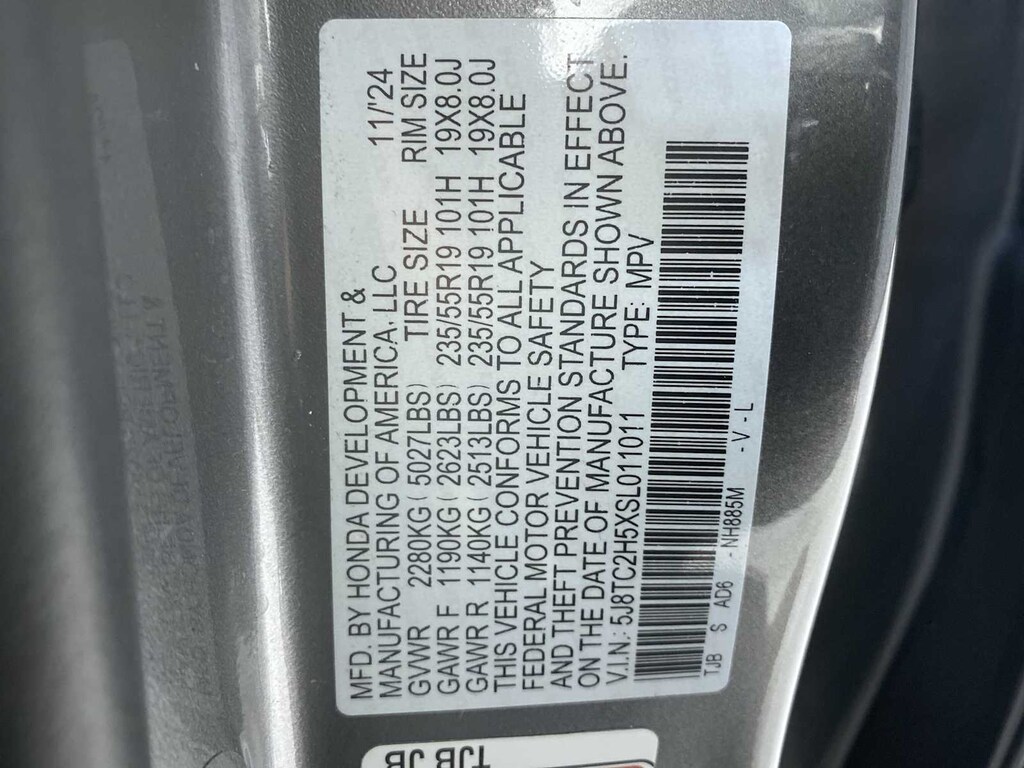 MFD. BY HONDA DEVELOPMENT &
MANUFACTURING OF AMERICA, LLC 11/'24
GVWR 2280KG ( 5027LBS) TIRE SIZE RIM SIZE
GAWR F 1190KG ( 2623LBS) 235/55R19 101H 19X8.0J
GAWR R 1140KG ( 2513LBS) 235/55R19 101H 19X8.0J
THIS VEHICLE CONFORMS TO ALL APPLICABLE
FEDERAL MOTOR VEHICLE SAFETY
AND THEFT PREVENTION STANDARDS IN EFFECT
ON THE DATE OF MANUFACTURE SHOWN ABOVE.
V.I.N.: 5J8TC2H5XSL011011 TYPE: MPV
TJB S AD6 - NH885M - V - L
TJB